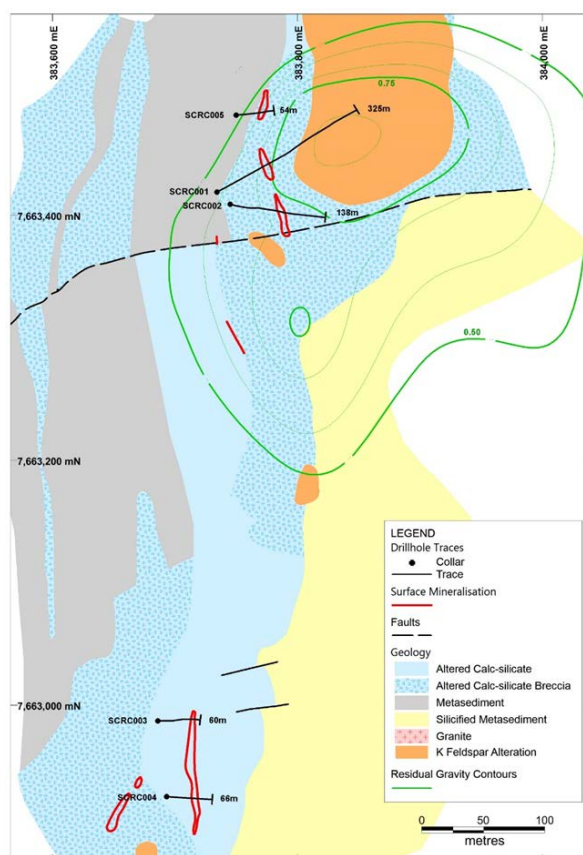 383,600 mE
383,800 mE
384,000 mE
0.75
SCRC005
54m
325m
SCRC001
SCRC002
138m
7,663,400 mN
0.50
7,663,200 mN
7,663,000 mN
SCRC003
60m
SCRC004
66m
LEGEND
Drillhole Traces
Collar
Trace
Surface Mineralisation
Faults
Geology
Altered Calc-silicate
Altered Calc-silicate Breccia
Metasediment
Silicified Metasediment
Granite
K Feldspar Alteration
Residual Gravity Contours
0 50 100
metres